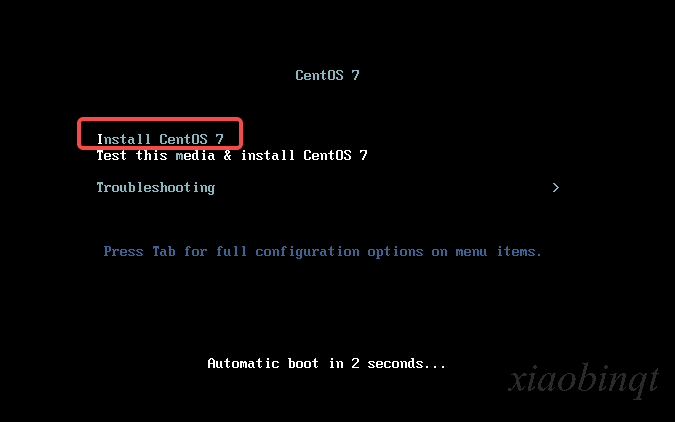 CentOS 7
Install CentOS 7
Test this media & install CentOS 7
Troubleshooting >
Press Tab for full configuration options on menu items.
Automatic boot in 2 seconds...
xiaobinqt